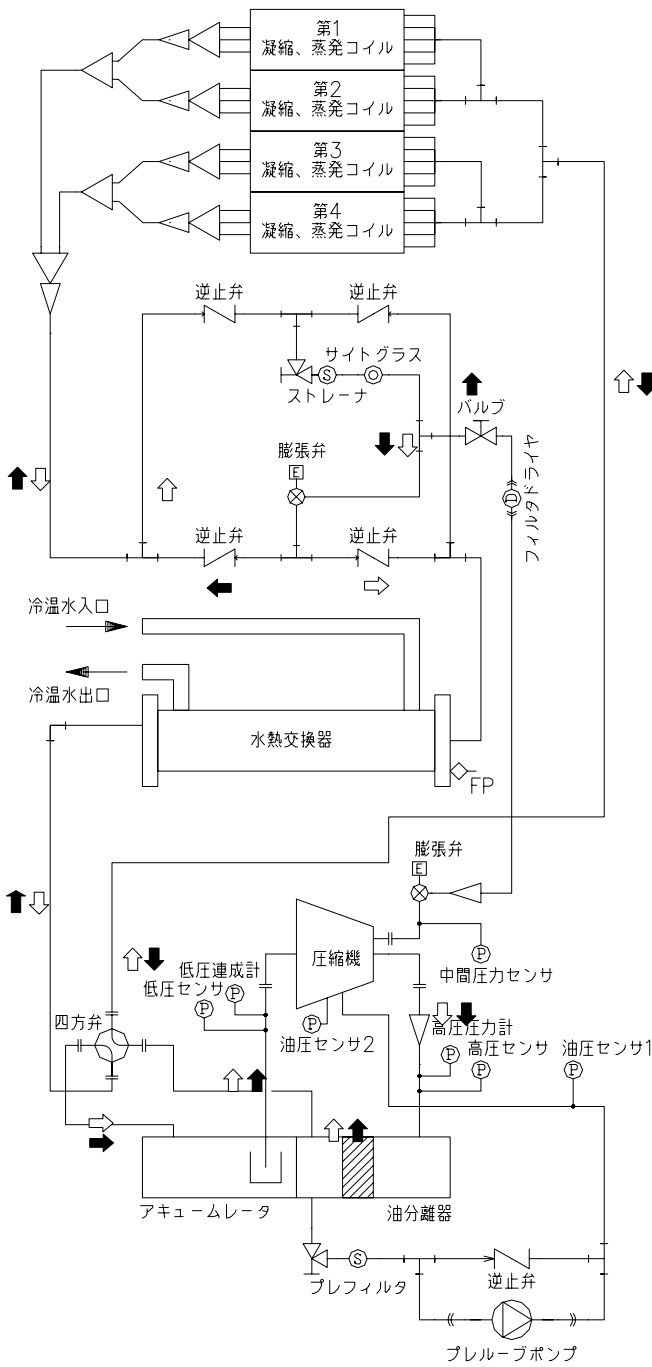 第1
凝縮、蒸発コイル
第2
凝縮、蒸発コイル
第3
凝縮、蒸発コイル
第4
凝縮、蒸発コイル
逆止弁
逆止弁
サイトグラス
S
ストレーナ
バルブ
膨張弁
E
D
フィルタドライヤ
逆止弁
逆止弁
冷温水入口
冷温水出口
水熱交換器
FP
膨張弁
E
圧縮機
P
中間圧力センサ
低圧連成計
P
低圧センサ
P
四方弁
P
油圧センサ2
高圧圧力計
P
高圧センサ
P
油圧センサ1
P
アキュームレータ
油分離器
S
プレフィルタ
逆止弁
プレルーブポンプ